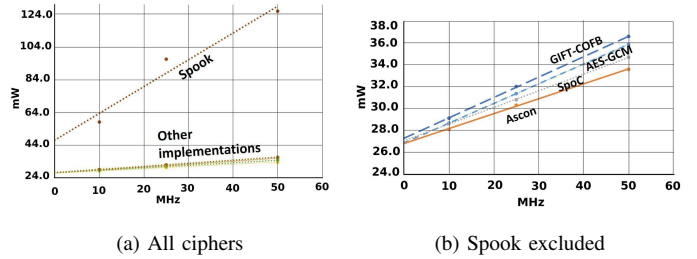 124.0
104.0
84.0
64.0
44.0
24.0
mW
Spook
Other
implementations
0 10 20 30 40 50 60
MHz
(a) All ciphers
38.0
36.0
34.0
32.0
30.0
28.0
26.0
24.0
mW
mW
GIFT-COFB
AES-GCM
SpoC
Ascon
0 10 20 30 40 50 60
MHz
(b) Spook excluded